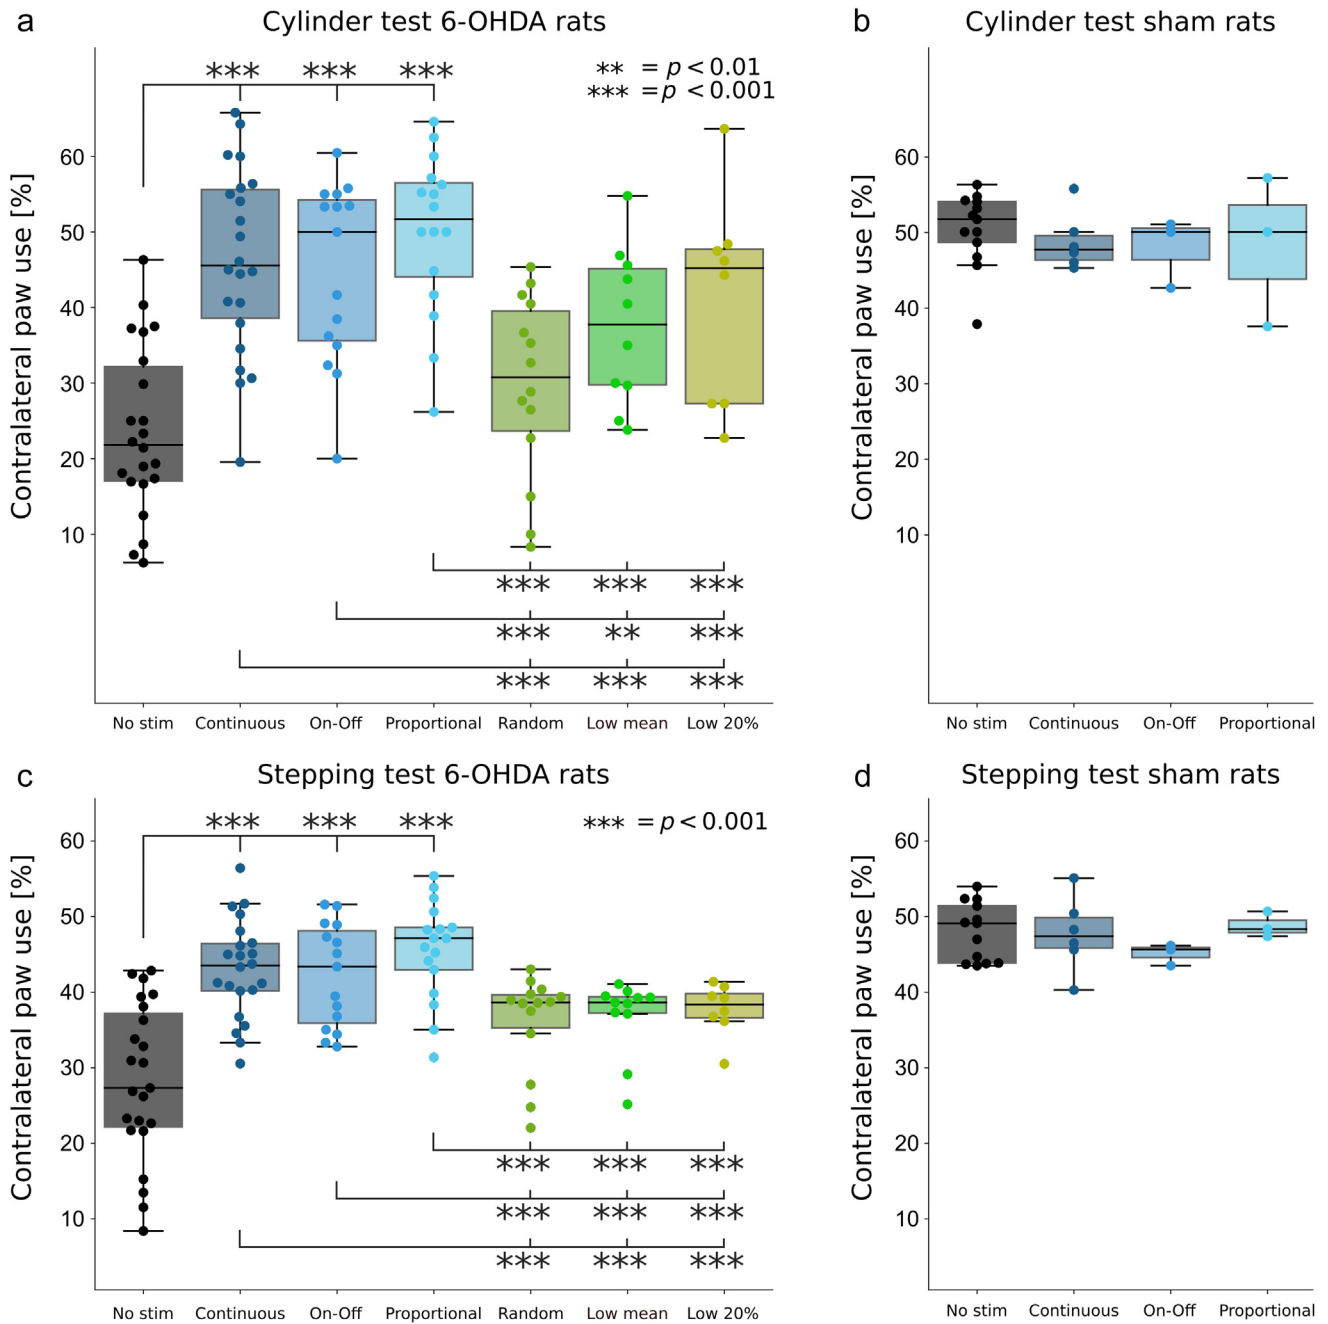 a Cylinder test 6-OHDA rats
*** *** ***
** = p < 0.01
*** = p < 0.001
Contralateral paw use [%]
60
50
40
30
20
10
*** *** ***
*** ** ***
*** *** ***
No stim Continuous On-Off Proportional Random Low mean Low 20%
b Cylinder test sham rats
Contralateral paw use [%]
60
50
40
30
20
10
No stim Continuous On-Off Proportional
c Stepping test 6-OHDA rats
*** *** ***
*** = p < 0.001
Contralateral paw use [%]
60
50
40
30
20
10
*** *** ***
*** *** ***
*** *** ***
No stim Continuous On-Off Proportional Random Low mean Low 20%
d Stepping test sham rats
Contralateral paw use [%]
60
50
40
30
20
10
No stim Continuous On-Off Proportional